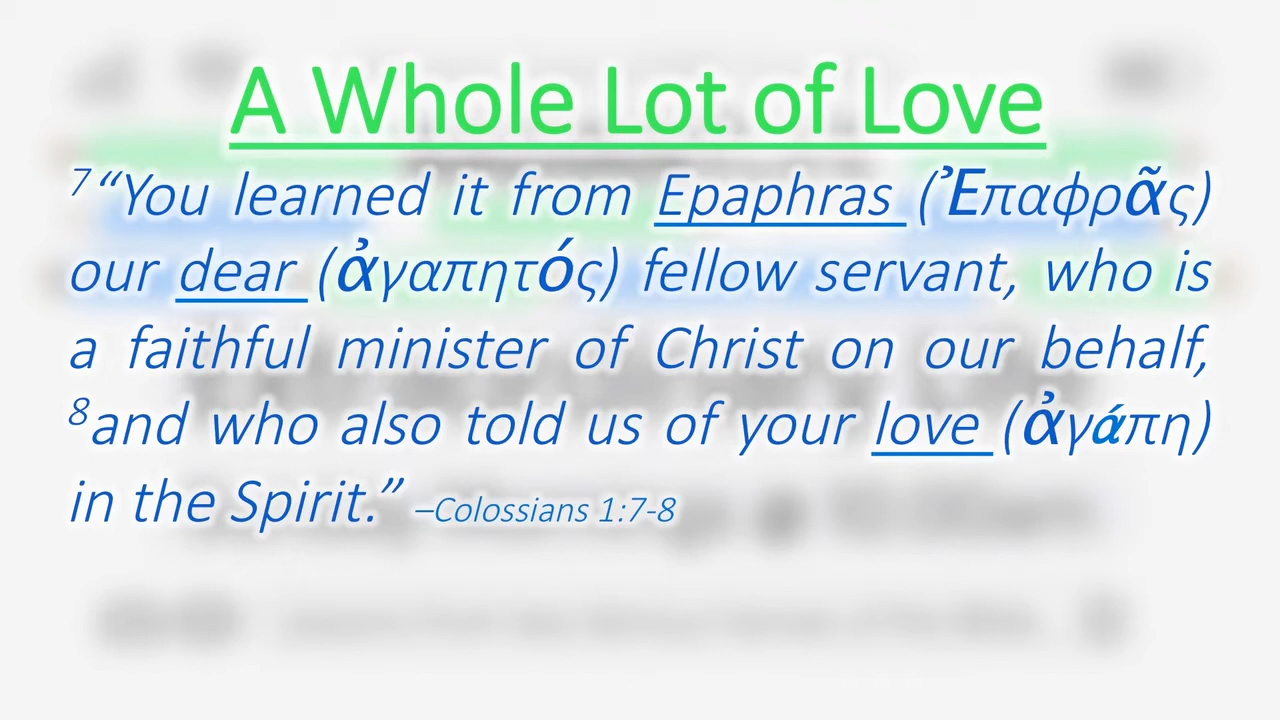 A Whole Lot of Love
7“You learned it from Epaphras (Ἐπαφρᾶς)
our dear (ἀγαπητός) fellow servant, who is
a faithful minister of Christ on our behalf,
8and who also told us of your love (ἀγάπη)
in the Spirit.” –Colossians 1:7-8